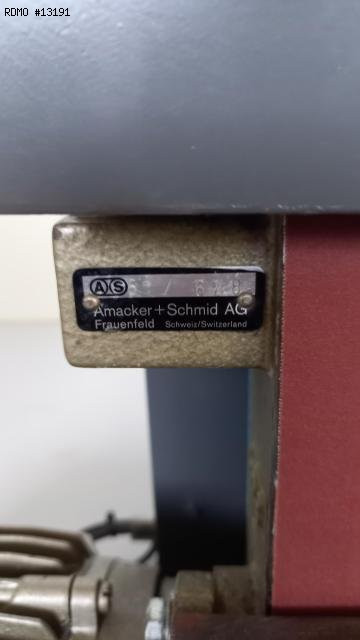 RDMO #13191
AS
Amacker+Schmid AG
Frauenfeld Schweiz/Switzerland